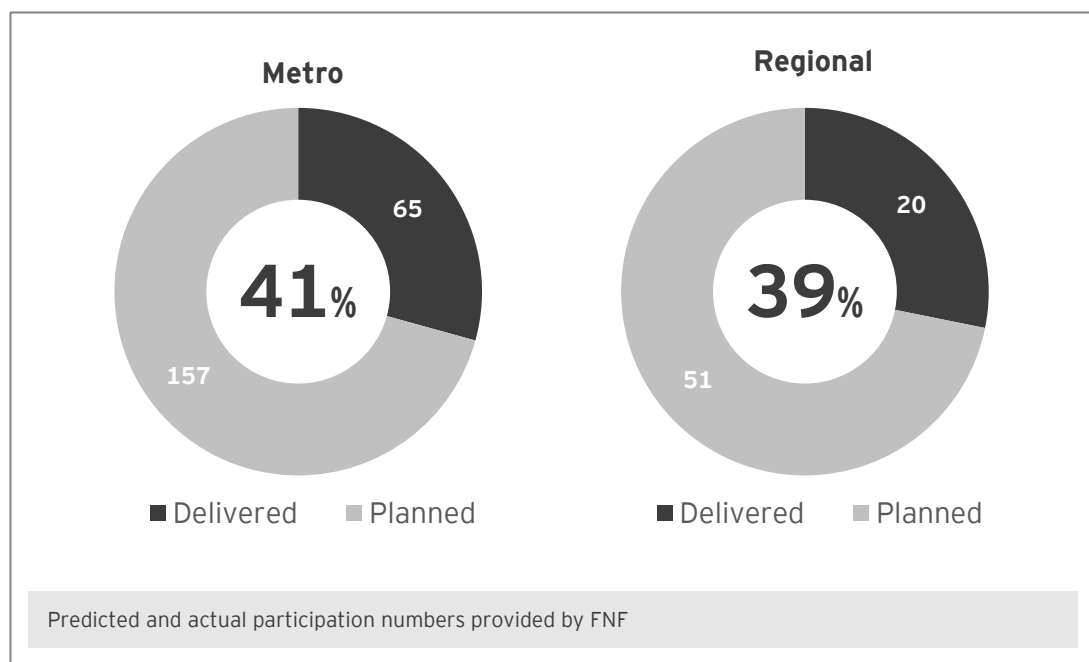 Metro
65
41%
157
Delivered Planned
Regional
20
39%
51
Delivered Planned
Predicted and actual participation numbers provided by FNF